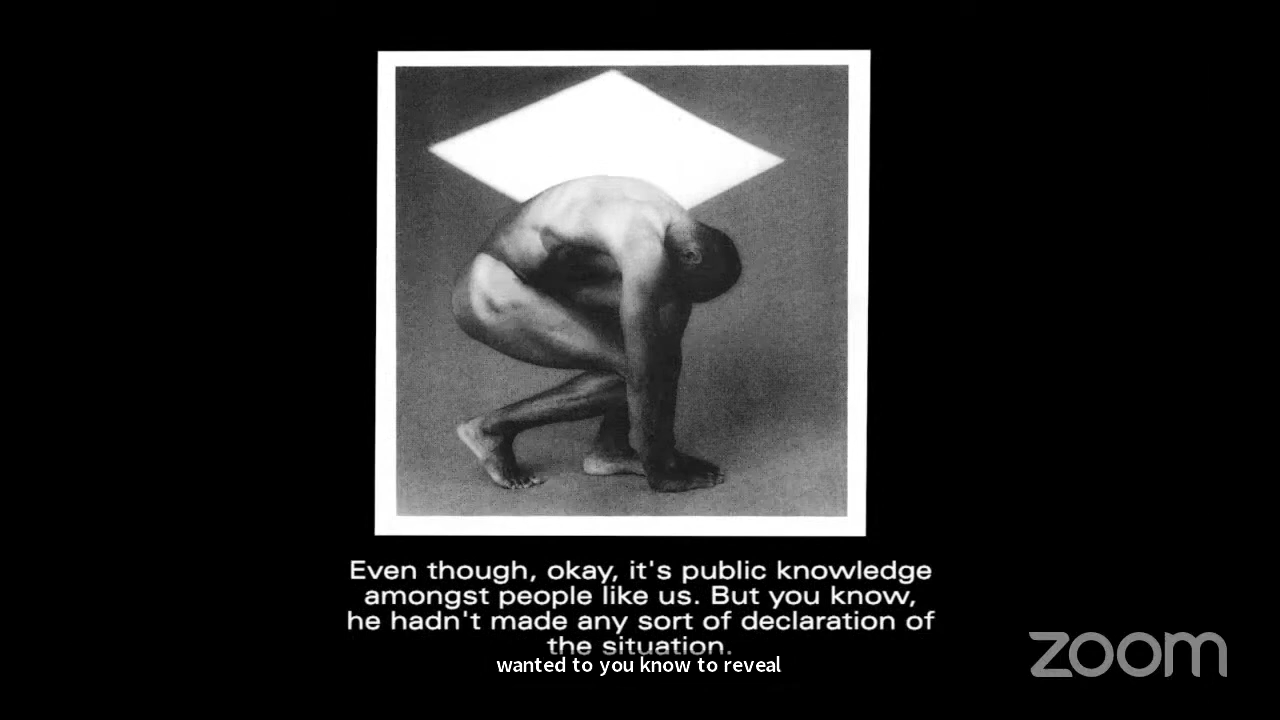 Even though, okay, it's public knowledge
amongst people like us. But you know,
he hadn't made any sort of declaration of
the situation.
wanted to you know to reveal
zoom